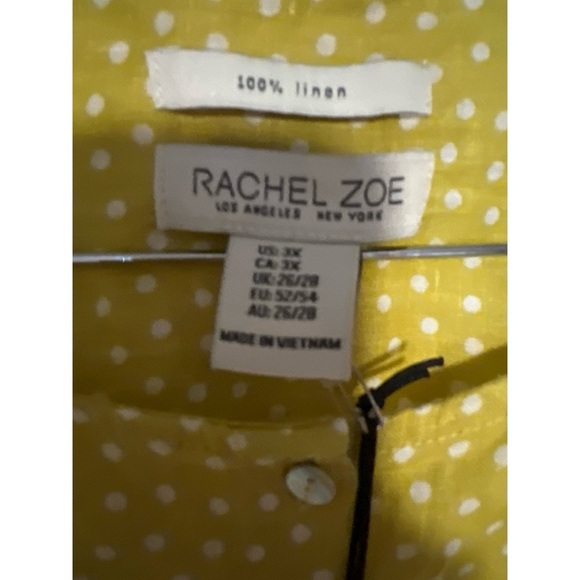 100% linen
RACHEL ZOE
LOS ANGELES NEW YORK
US: 3X
CA: 3X
UK: 26/28
EU: 52/54
AU: 26/28
MADE IN VIETNAM